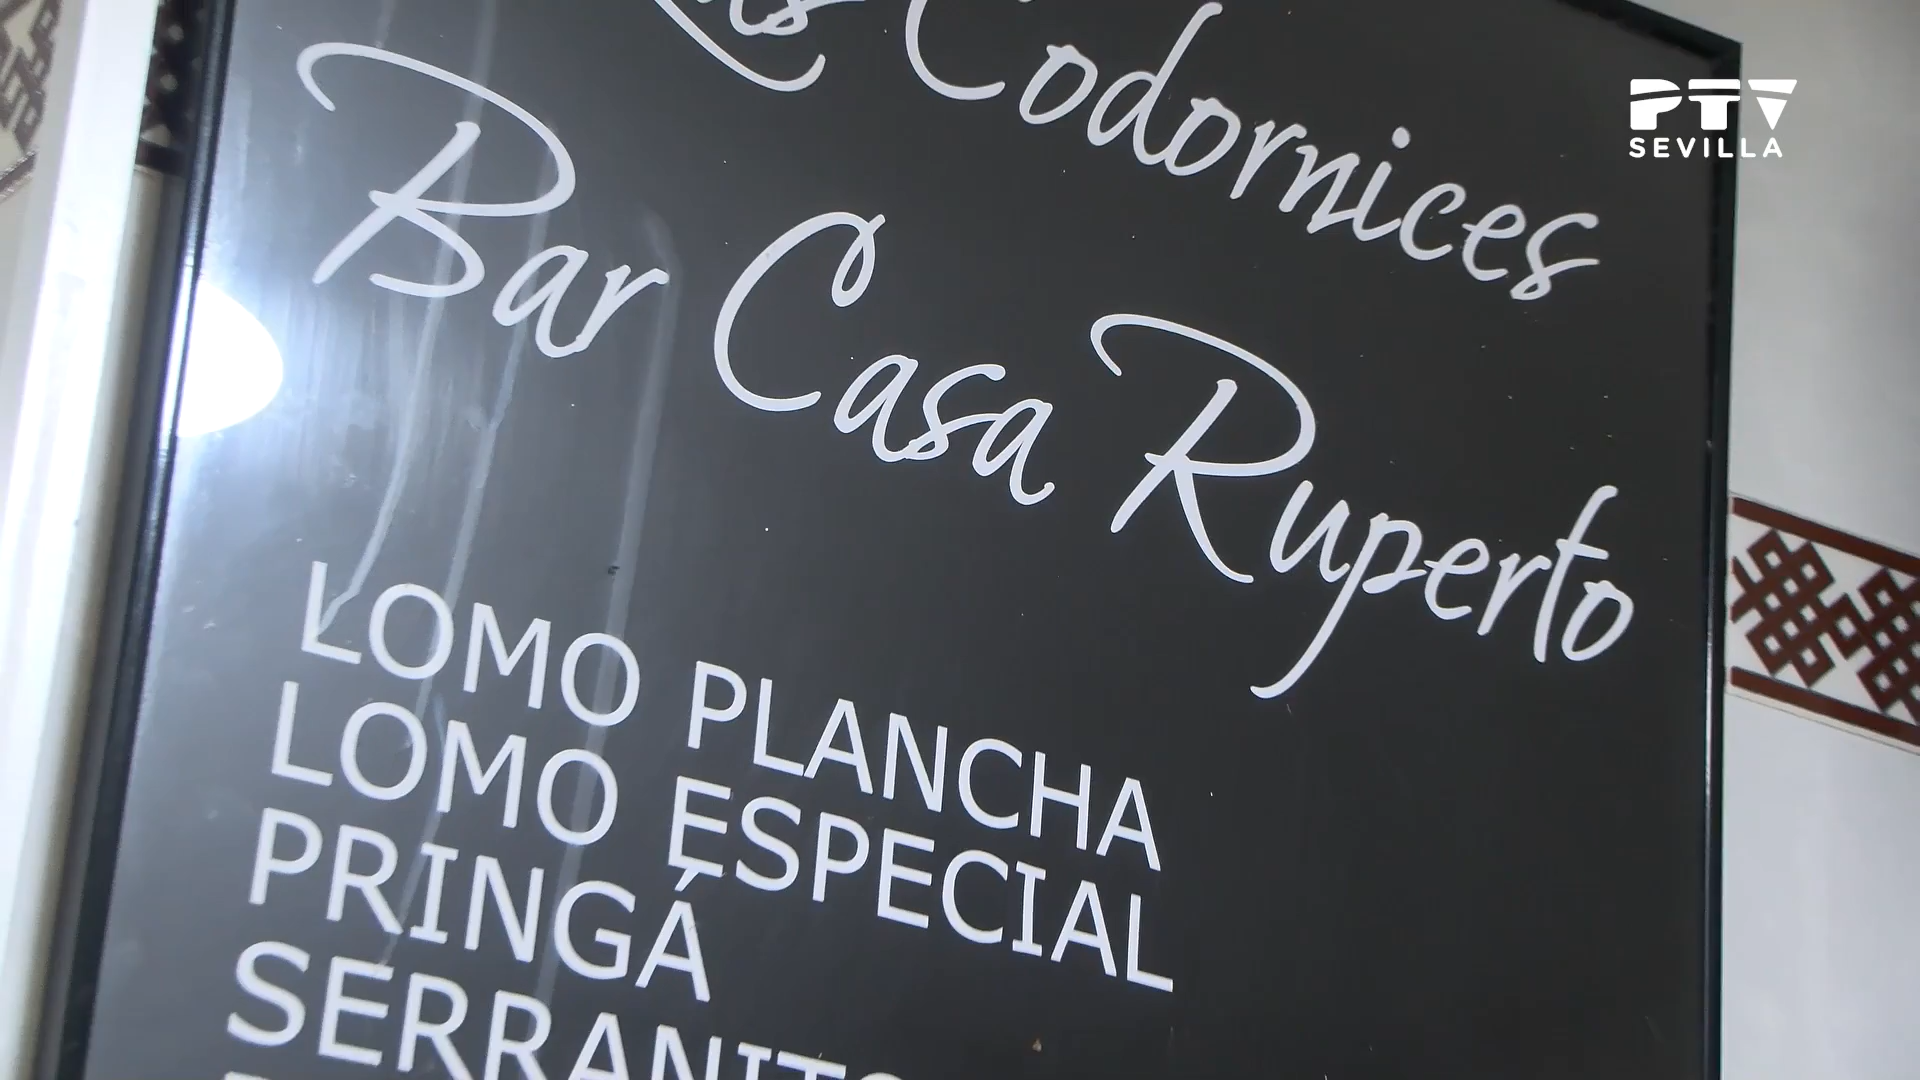 Codornices
Bar Casa Ruperto
LOMO PLANCHA
LOMO ESPECIAL
PRINGÁ
PTV
SEVILLA